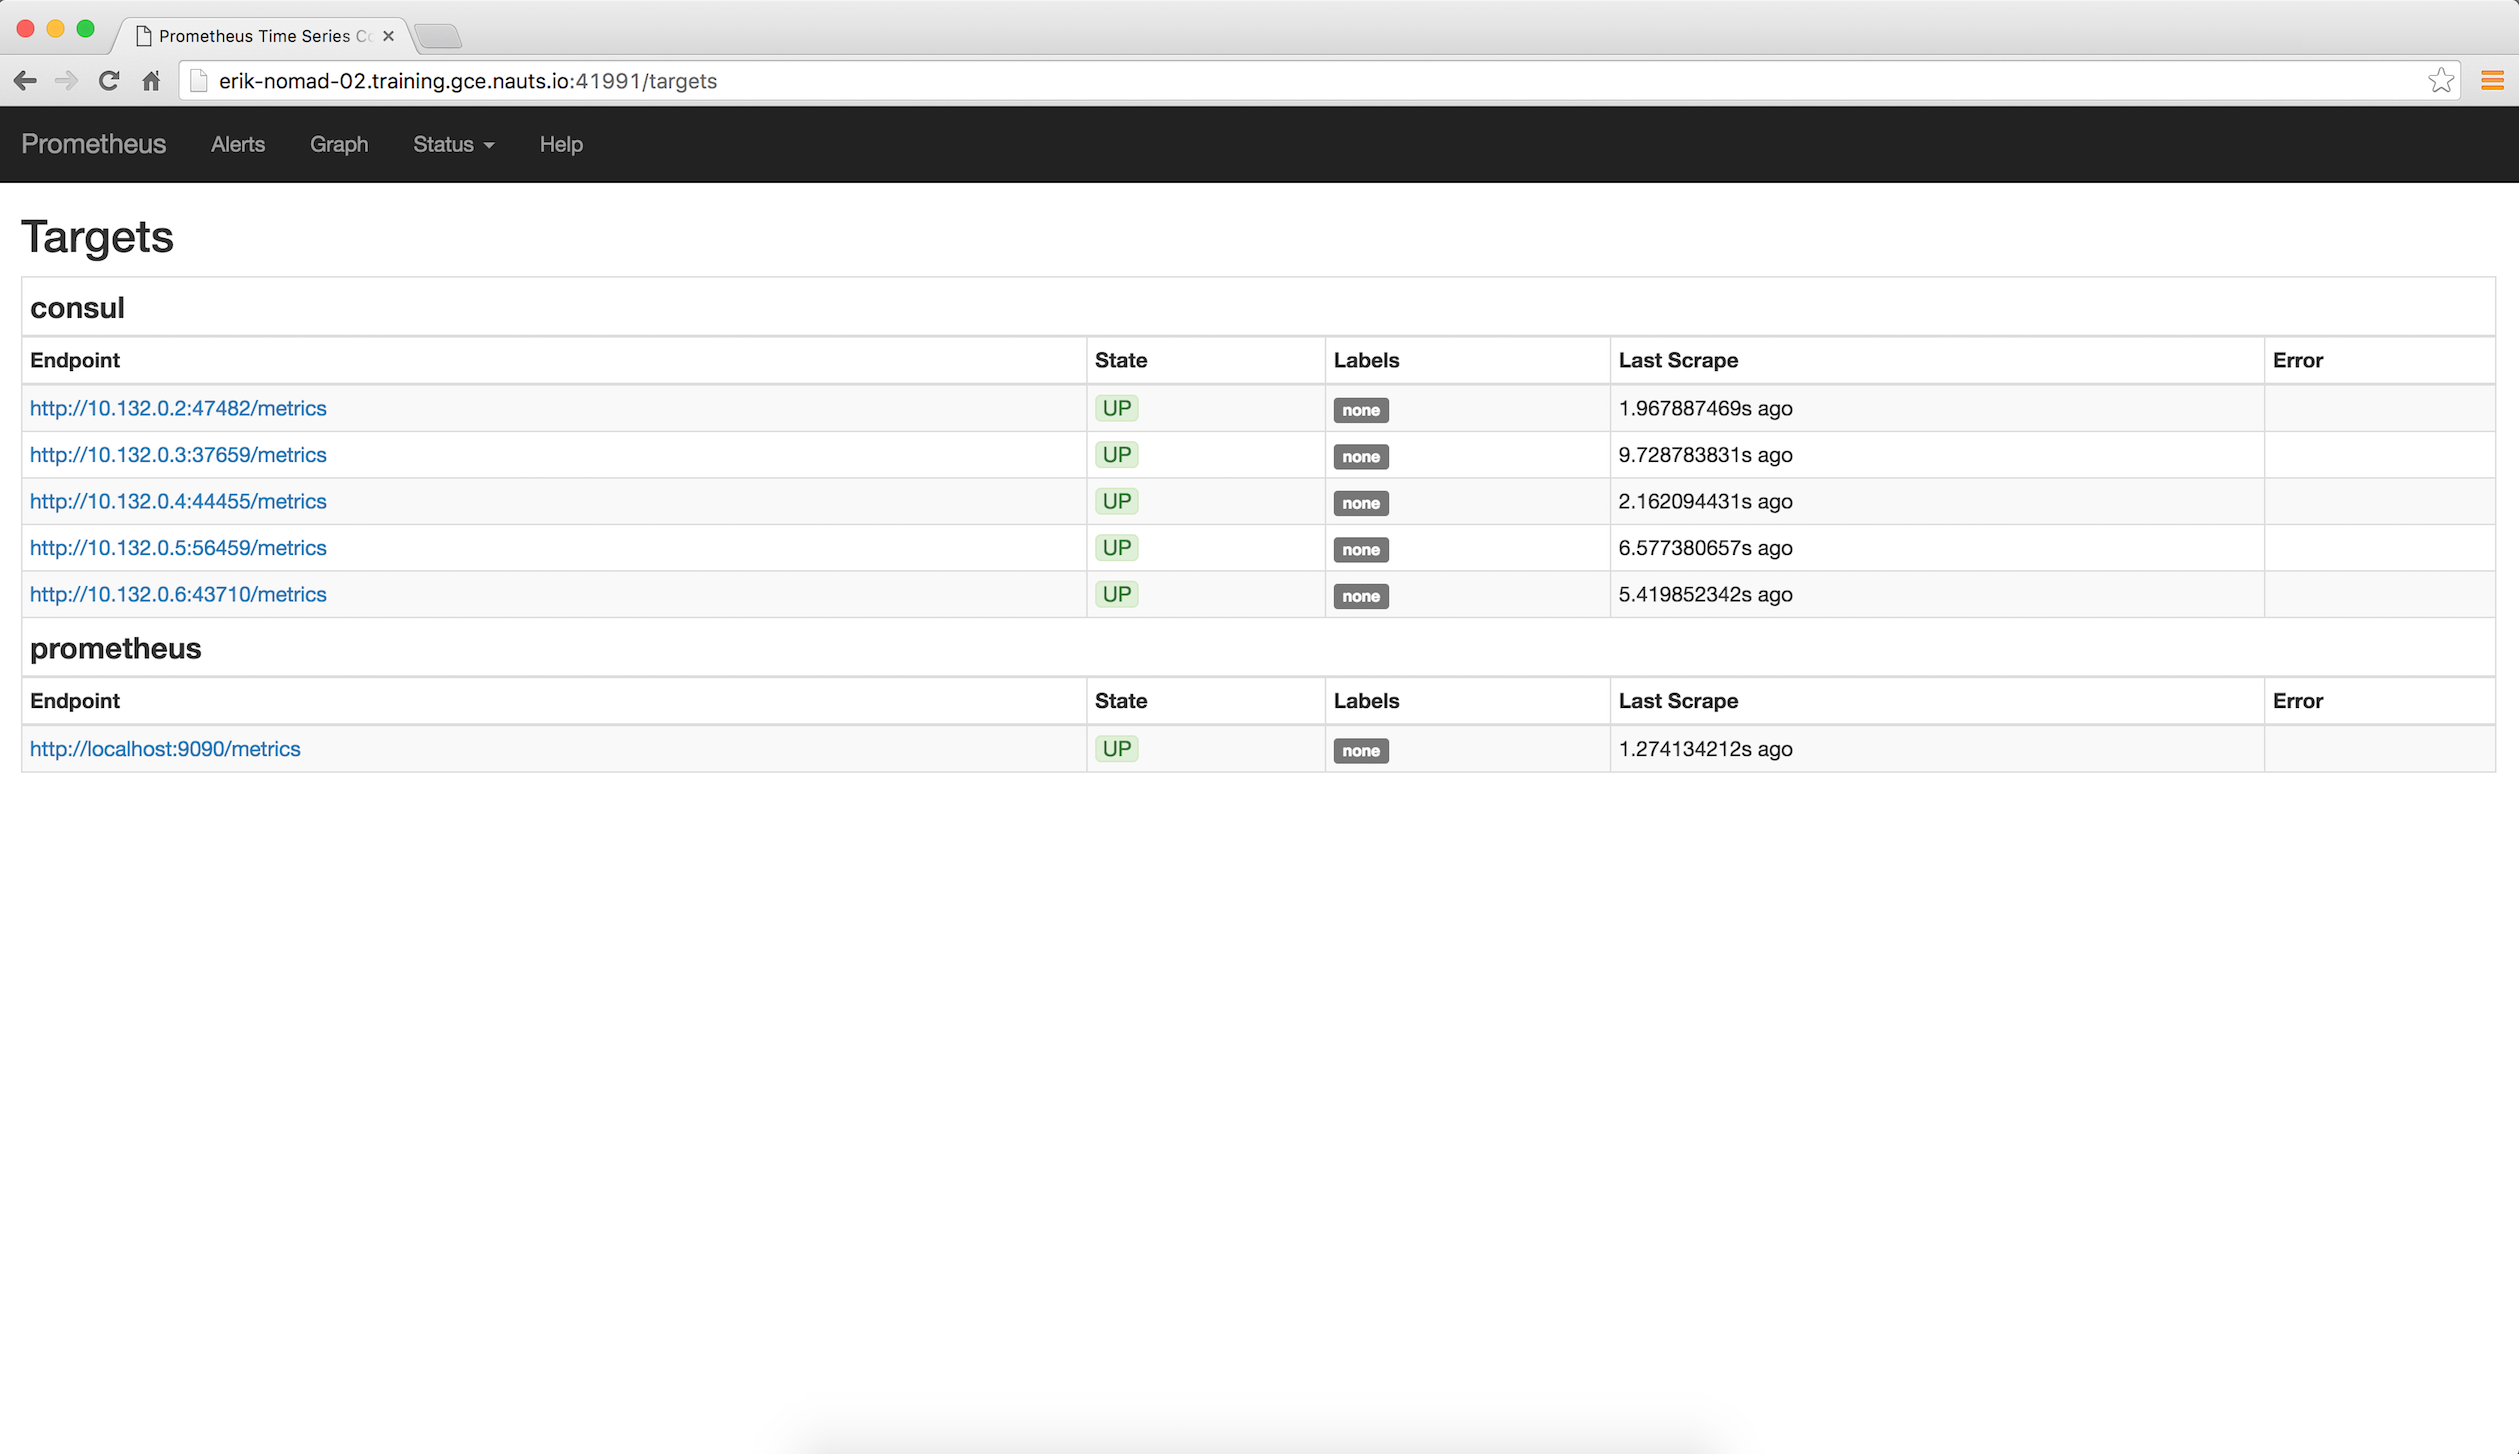 Prometheus Time Series Co
erik-nomad-02.training.gce.nauts.io:41991/targets
Prometheus Alerts Graph Status Help
Targets
consul
Endpoint State Labels Last Scrape Error
http://10.132.0.2:47482/metrics UP none 1.967887469s ago
http://10.132.0.3:37659/metrics UP none 9.728783831s ago
http://10.132.0.4:44455/metrics UP none 2.162094431s ago
http://10.132.0.5:56459/metrics UP none 6.577380657s ago
http://10.132.0.6:43710/metrics UP none 5.419852342s ago
prometheus
Endpoint State Labels Last Scrape Error
http://localhost:9090/metrics UP none 1.274134212s ago